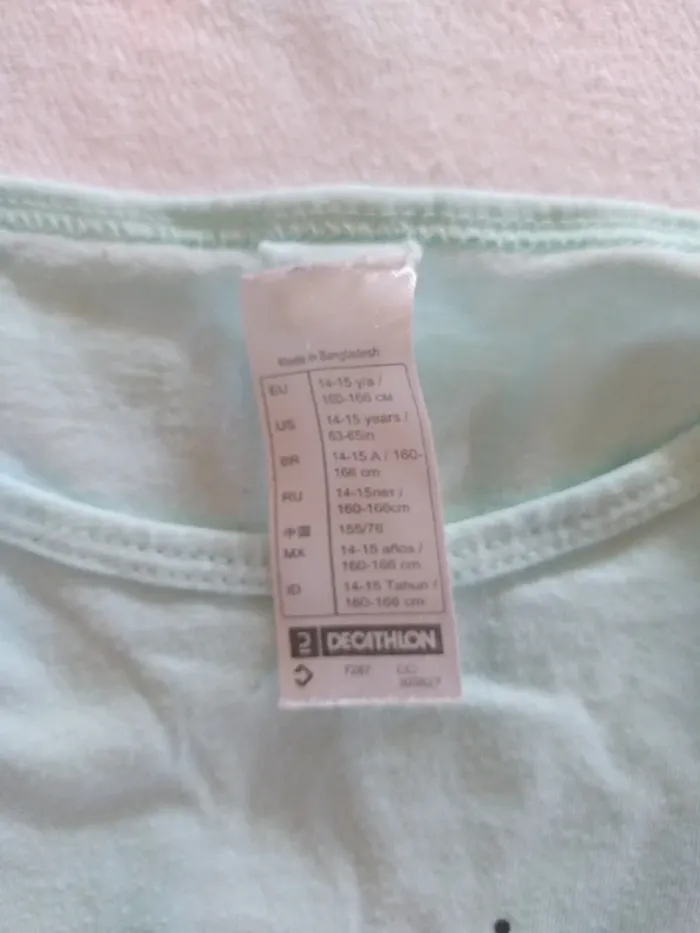 Made in Bangladesh
EU 14-15 y/a /
160-166 см
US 14-15 years /
63-65in
BR 14-15 A / 160-
166 cm
RU 14-15лет /
160-166cm
中国 155/76
MX 14-15 años /
160-166 cm
ID 14-15 Tahun /
160-166 cm
DECATHLON